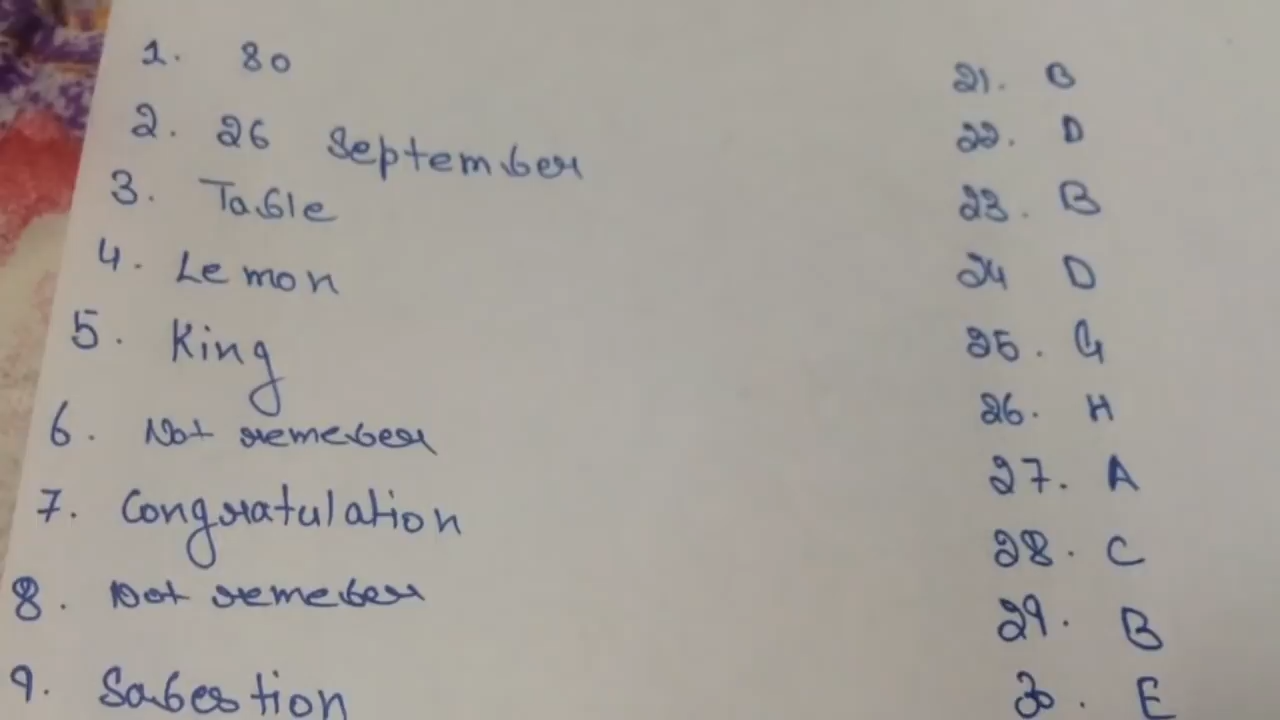 1. 80
2. 26 September
3. Table
4. Lemon
5. King
6. Not remeber
7. Congratulation
8. Not remeber
9. Sabestion
21. B
22. D
23. B
24 D
25. G
26. H
27. A
28. C
29. B
30. E